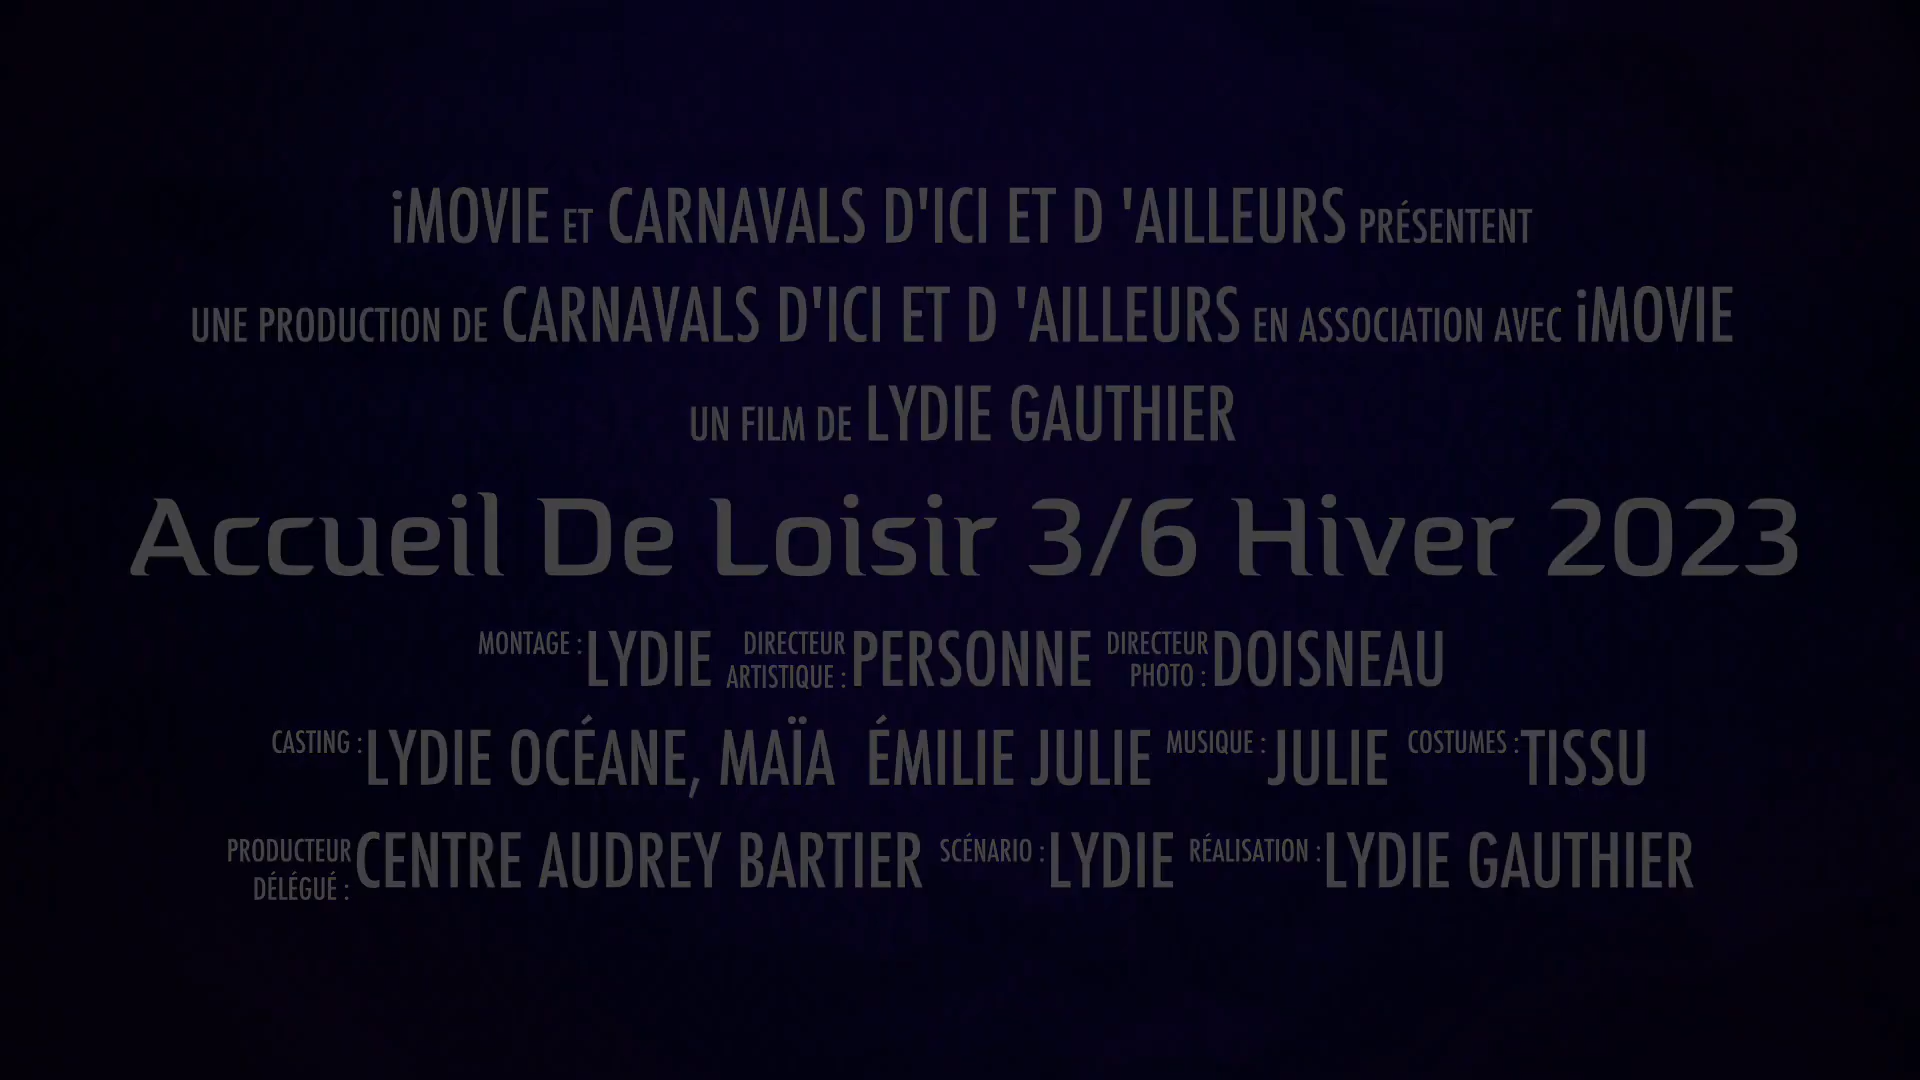 iMOVIE ET CARNAVALS D'ICI ET D 'AILLEURS PRÉSENTENT
UNE PRODUCTION DE CARNAVALS D'ICI ET D 'AILLEURS EN ASSOCIATION AVEC iMOVIE
UN FILM DE LYDIE GAUTHIER
Accueil De Loisir 3/6 Hiver 2023
MONTAGE : LYDIE DIRECTEUR ARTISTIQUE : PERSONNE DIRECTEUR PHOTO : DOISNEAU
CASTING : LYDIE OCÉANE, MAÏA ÉMILIE JULIE MUSIQUE : JULIE COSTUMES : TISSU
PRODUCTEUR DÉLÉGUÉ : CENTRE AUDREY BARTIER SCÉNARIO : LYDIE RÉALISATION : LYDIE GAUTHIER